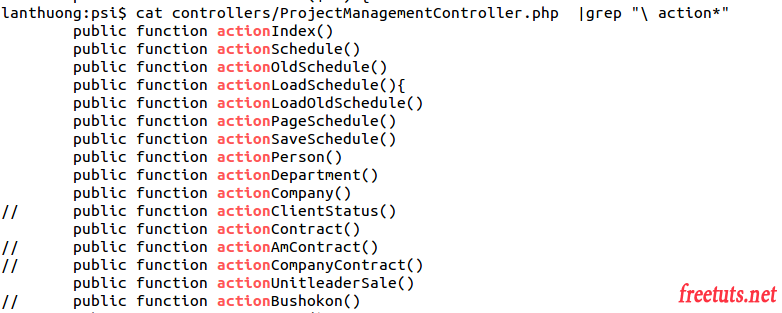 lanthuong:psi$ cat controllers/ProjectManagementController.php  |grep "\ action*"
        public function actionIndex()
        public function actionSchedule()
        public function actionOldSchedule()
        public function actionLoadSchedule(){
        public function actionLoadOldSchedule()
        public function actionPageSchedule()
        public function actionSaveSchedule()
        public function actionPerson()
        public function actionDepartment()
        public function actionCompany()
//      public function actionClientStatus()
        public function actionContract()
//      public function actionAmContract()
//      public function actionCompanyContract()
        public function actionUnitleaderSale()
//      public function actionBushokon()
freetuts.net